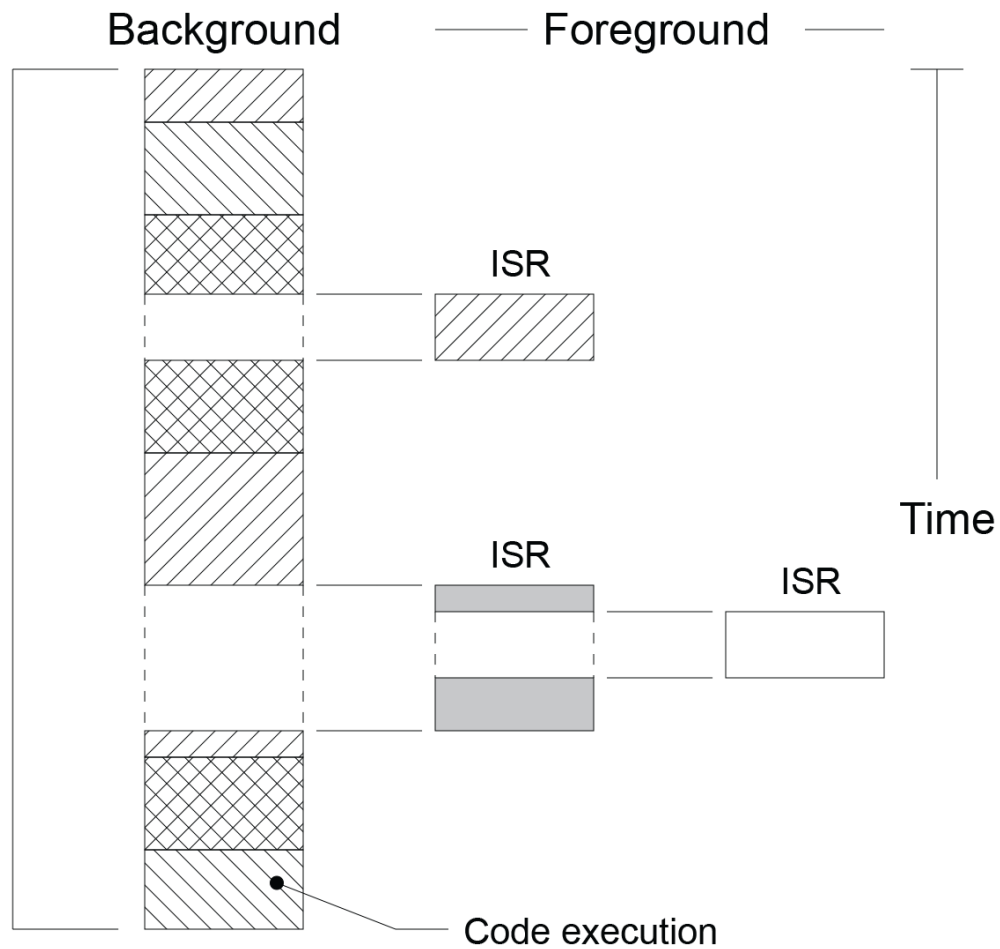 Background
Foreground
ISR
ISR
Time
ISR
Code execution